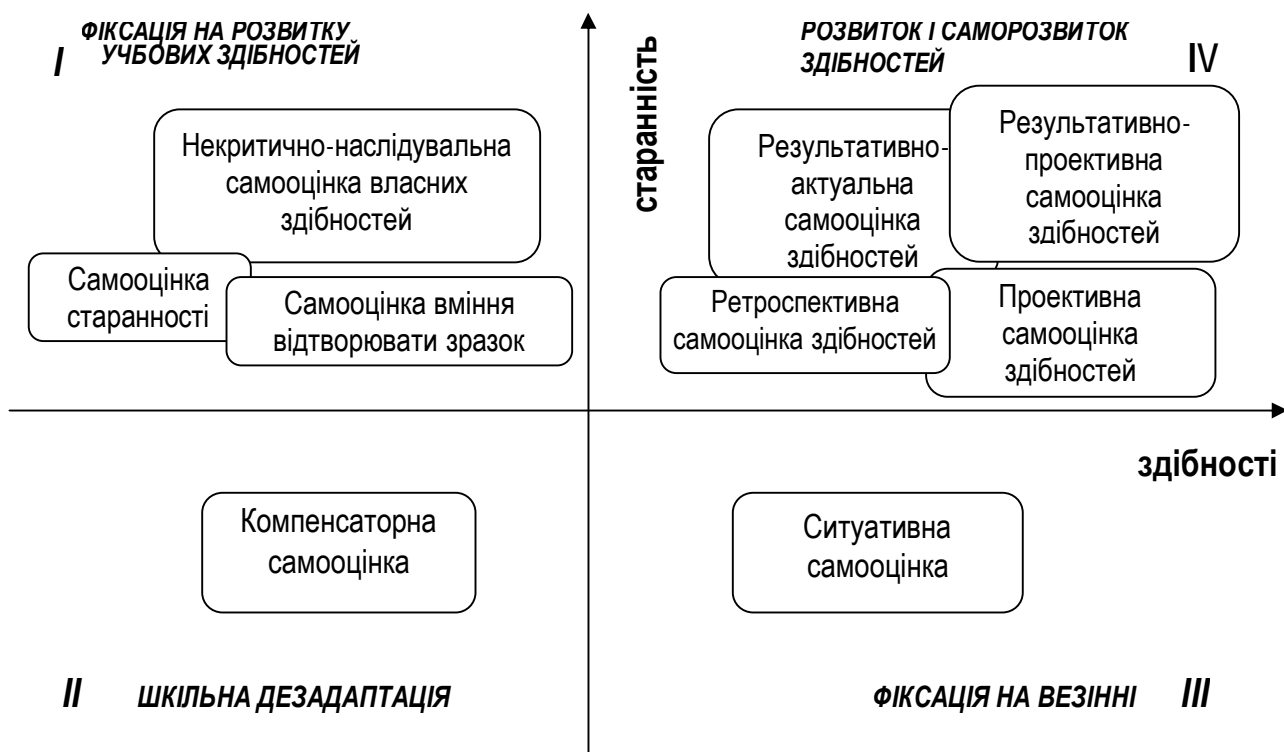 ФІКСАЦІЯ НА РОЗВИТКУ
УЧБОВИХ ЗДІБНОСТЕЙ
I
Некритично-наслідувальна
самооцінка власних
здібностей
Самооцінка
старанності
Самооцінка вміння
відтворювати зразок
старанність
РОЗВИТОК І САМОРОЗВИТОК
ЗДІБНОСТЕЙ
IV
Результативно-
актуальна
самооцінка
здібностей
Результативно-
проективна
самооцінка
здібностей
Ретроспективна
самооцінка здібностей
Проективна
самооцінка
здібностей
здібності
Компенсаторна
самооцінка
Ситуативна
самооцінка
II ШКІЛЬНА ДЕЗАДАПТАЦІЯ
ФІКСАЦІЯ НА ВЕЗІННІ III